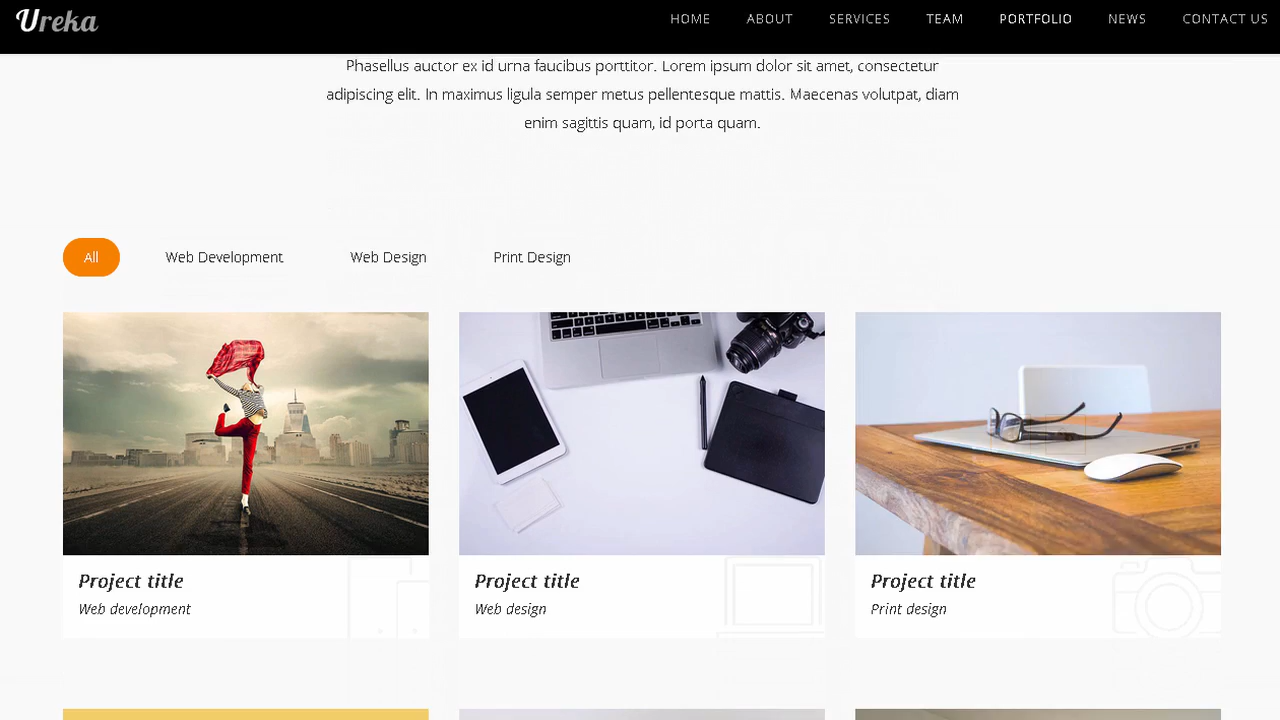 Ureka
HOME ABOUT SERVICES TEAM PORTFOLIO NEWS CONTACT US
Phasellus auctor ex id urna faucibus porttitor. Lorem ipsum dolor sit amet, consectetur
adipiscing elit. In maximus ligula semper metus pellentesque mattis. Maecenas volutpat, diam
enim sagittis quam, id porta quam.
All Web Development Web Design Print Design
Project title
Web development
Project title
Web design
Project title
Print design